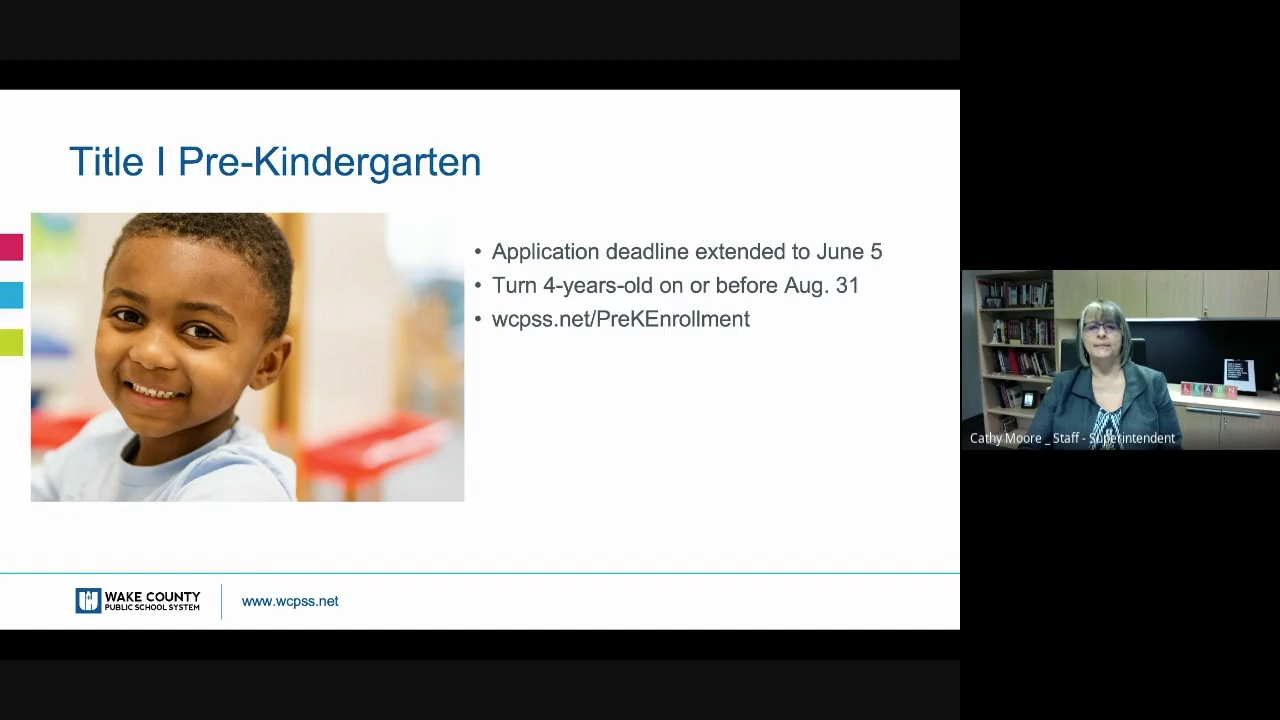 Title I Pre-Kindergarten
• Application deadline extended to June 5
• Turn 4-years-old on or before Aug. 31
• wcpss.net/PreKEnrollment
WAKE COUNTY
PUBLIC SCHOOL SYSTEM
www.wcpss.net
LEARN
Cathy Moore _ Staff - Superintendent